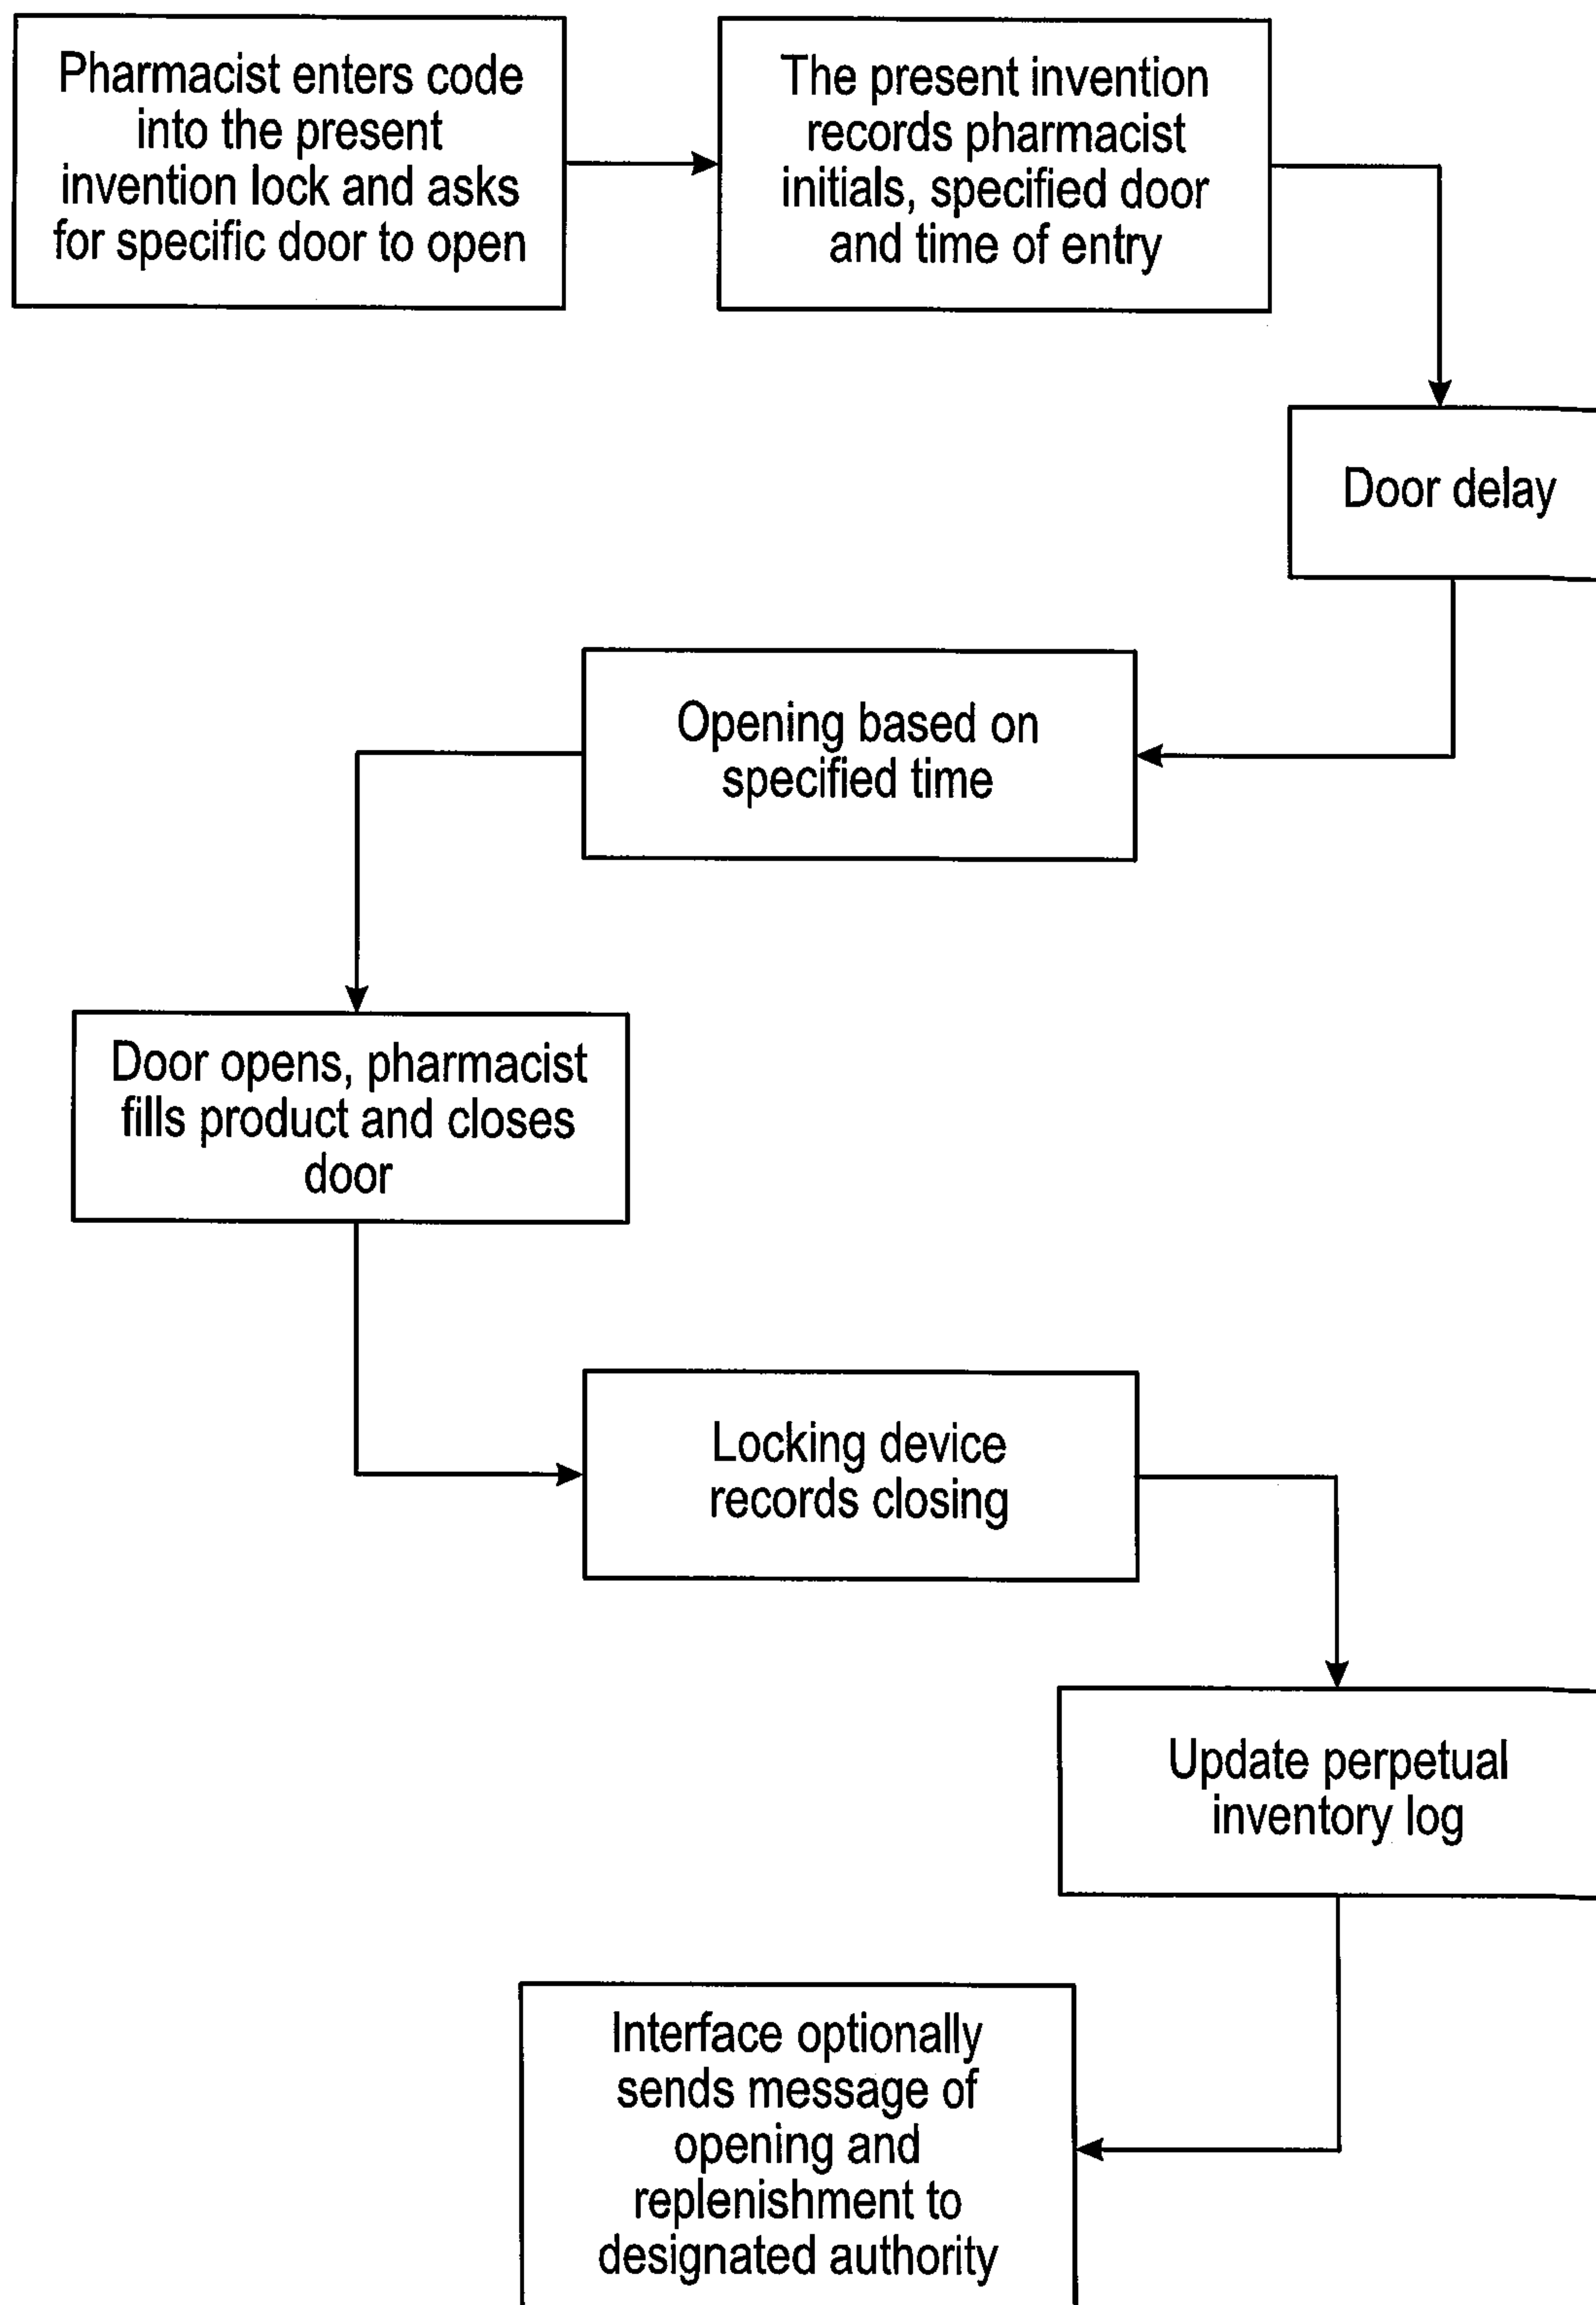 Pharmacist enters code
into the present
invention lock and asks
for specific door to open
The present invention
records pharmacist
initials, specified door
and time of entry
Door delay
Opening based on
specified time
Door opens, pharmacist
fills product and closes
door
Locking device
records closing
Update perpetual
inventory log
Interface optionally
sends message of
opening and
replenishment to
designated authority